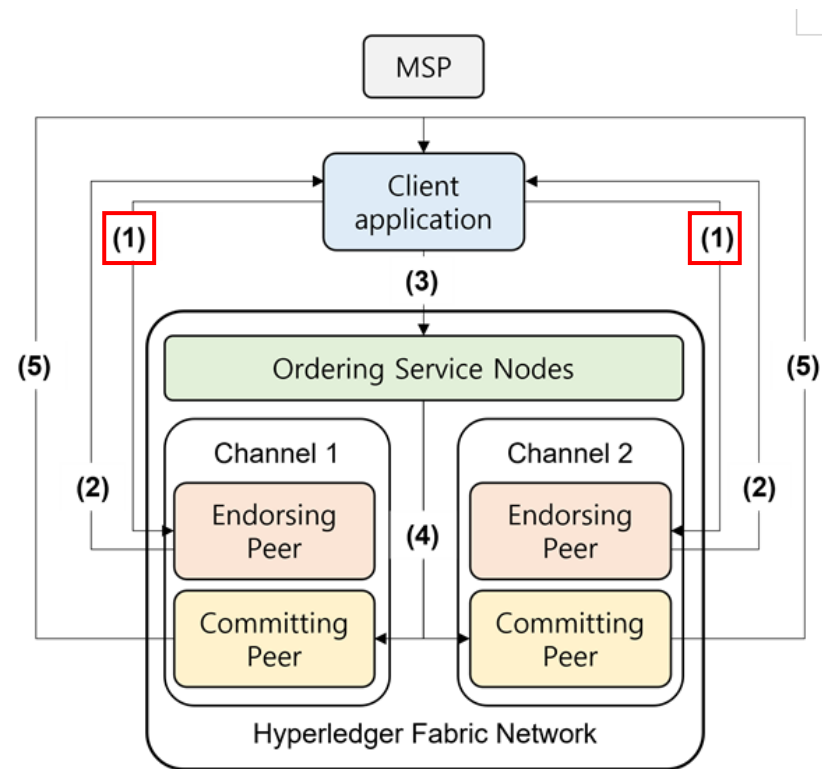 MSP
Client
application
(1)
(1)
(3)
(5)
(5)
Ordering Service Nodes
Channel 1
Channel 2
(2)
(2)
Endorsing
Peer
(4)
Endorsing
Peer
Committing
Peer
Committing
Peer
Hyperledger Fabric Network